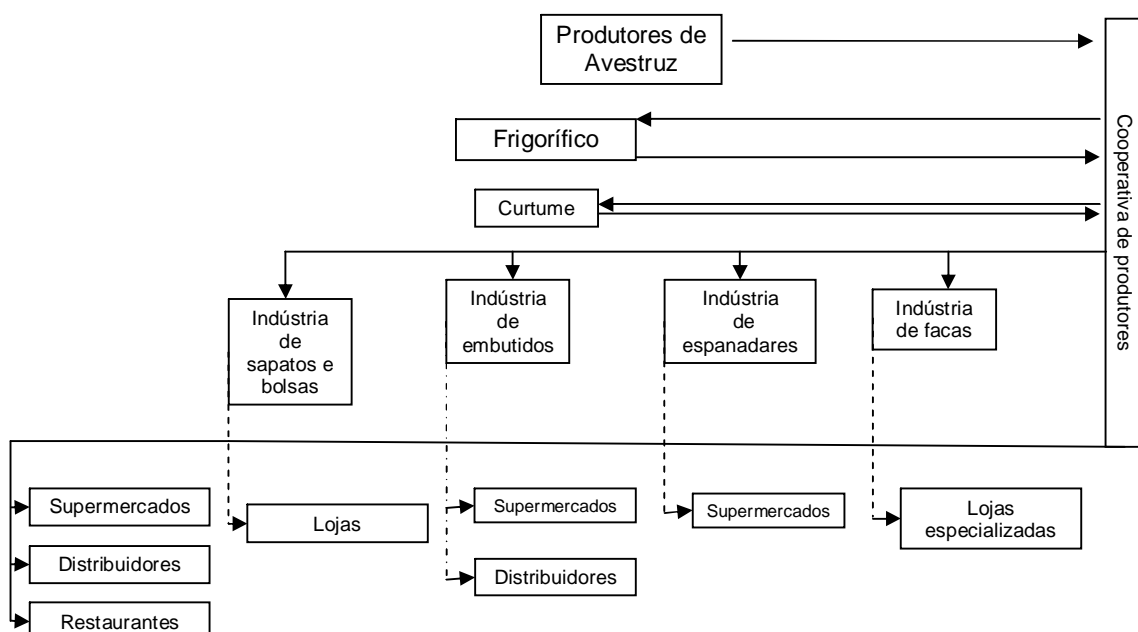 Produtores de
Avestruz
Frigorífico
Curtume
Cooperativa de produtores
Indústria
de
sapatos e
bolsas
Indústria
de
embutidos
Indústria
de
espanadares
Indústria
de facas
Supermercados
Distribuidores
Restaurantes
Lojas
Supermercados
Distribuidores
Supermercados
Lojas
especializadas